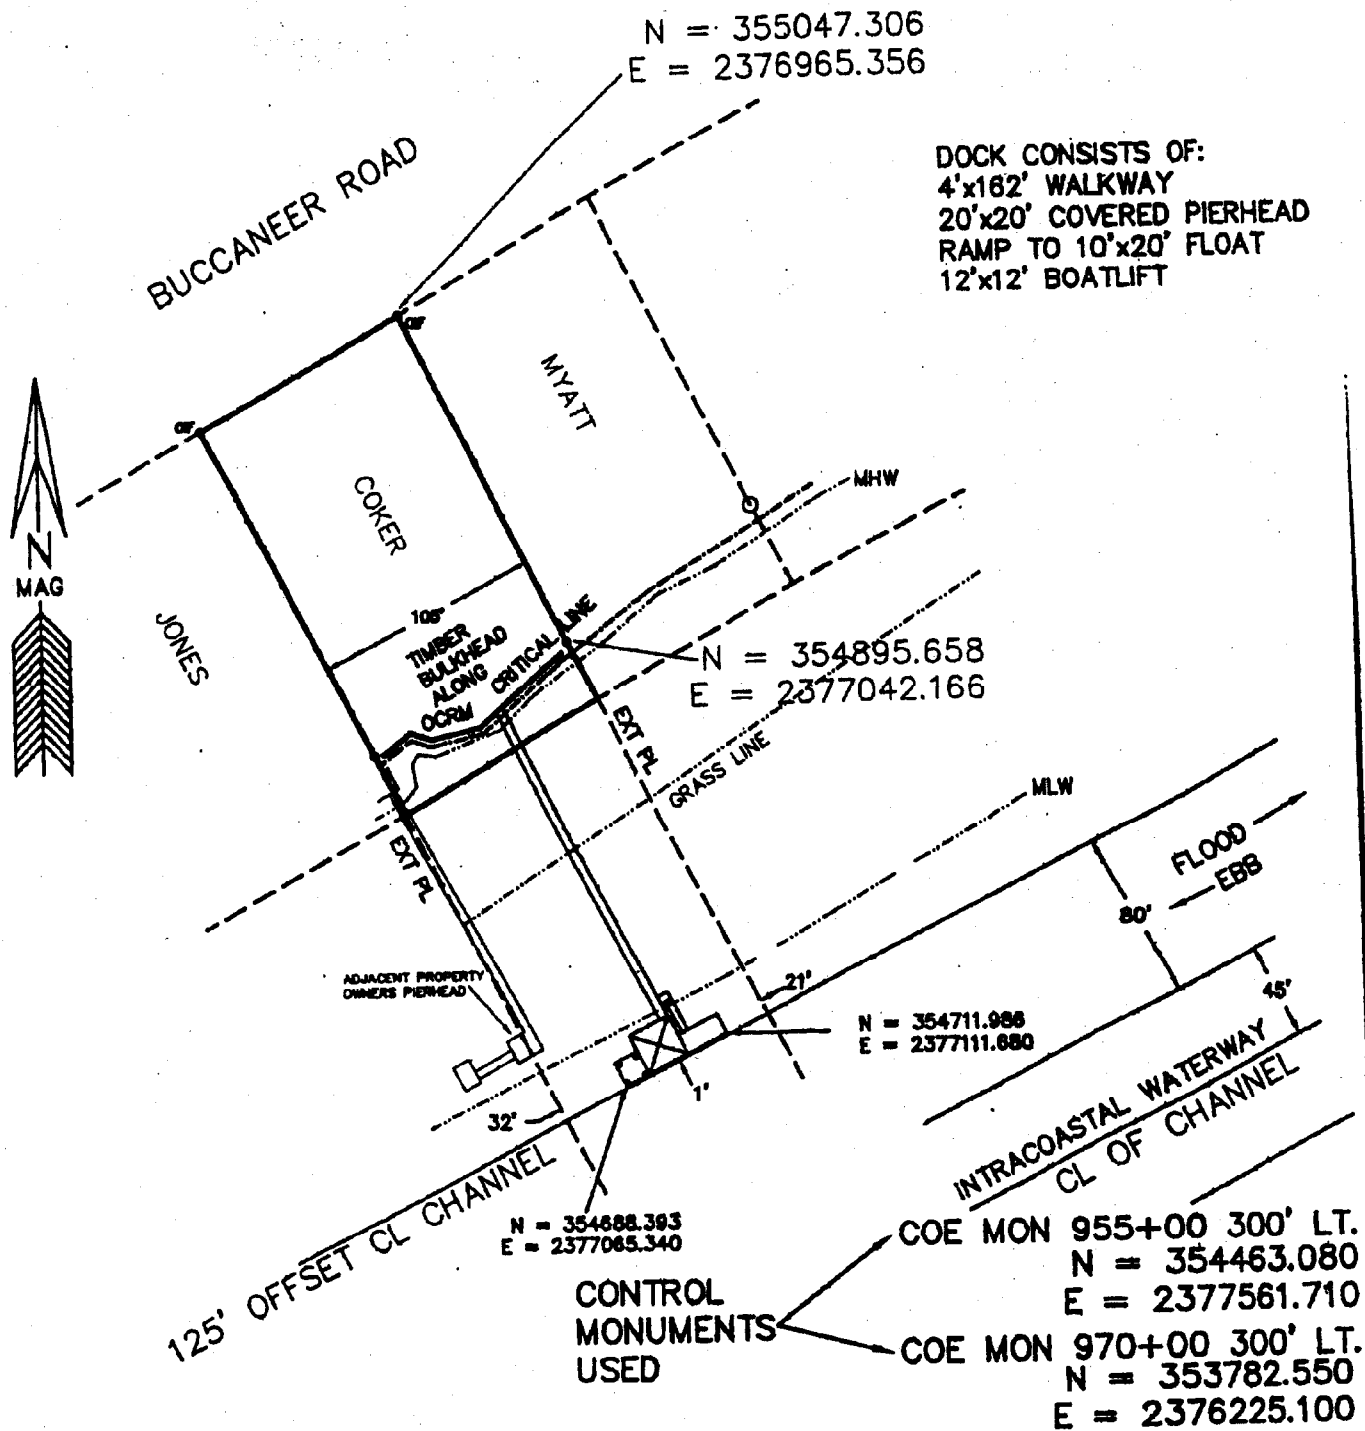 N = 355047.306
E = 2376965.356
BUCCANEER ROAD
DOCK CONSISTS OF:
4'x162' WALKWAY
20'x20' COVERED PIERHEAD
RAMP TO 10'x20' FLOAT
12'x12' BOATLIFT
MYATT
COKER
JONES
N
MAG
MHW
105'
TIMBER
BULKHEAD
ALONG
OCRM CRITICAL LINE
N = 354895.658
E = 2377042.166
EXT PL
GRASS LINE
MLW
EXT PL
FLOOD
EBB
80'
45'
ADJACENT PROPERTY
OWNERS PIERHEAD
21'
N = 354711.986
E = 2377111.680
1'
32'
INTRACOASTAL WATERWAY
CL OF CHANNEL
125' OFFSET CL CHANNEL
N = 354688.393
E = 2377065.340
CONTROL
MONUMENTS
USED
COE MON 955+00 300' LT.
N = 354463.080
E = 2377561.710
COE MON 970+00 300' LT.
N = 353782.550
E = 2376225.100